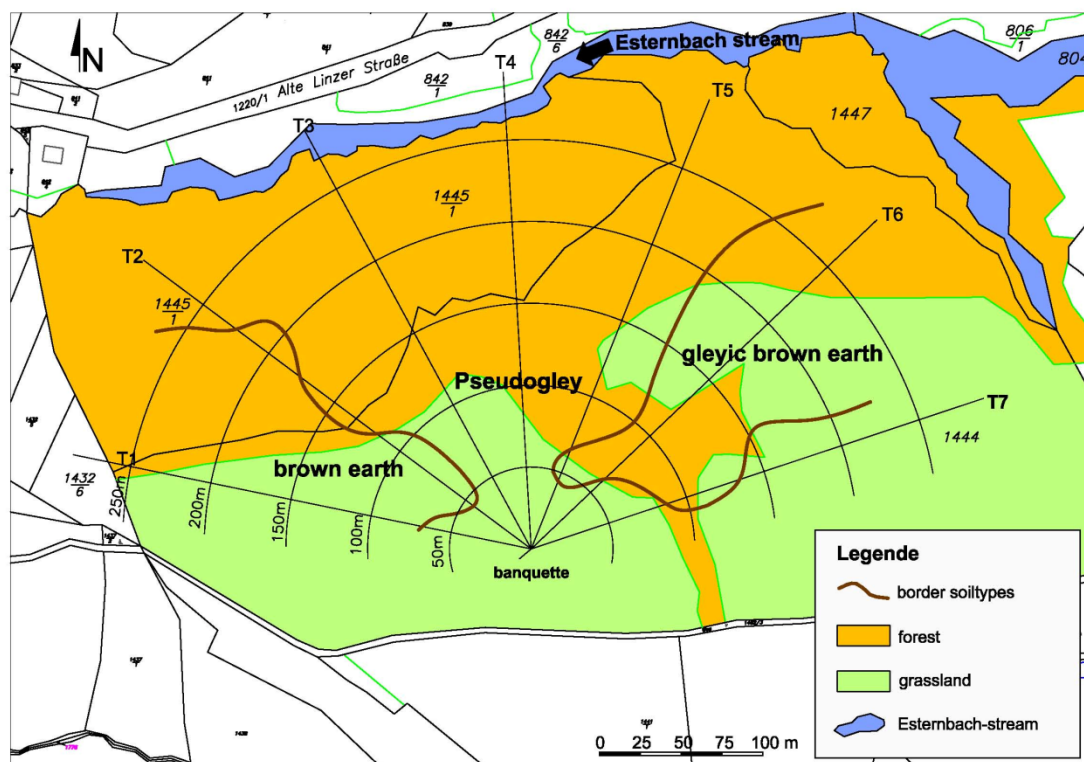 N
842
6
806
1
804
Esternbach stream
T4
1220/1 Alte Linzer Straße
842
1
T5
1447
T3
1445
1
T6
T2
1445
1
gleyic brown earth
Pseudogley
T7
1444
brown earth
T1
1432
6
250m
200m
150m
100m
50m
banquette
Legende
border soiltypes
forest
grassland
Esternbach-stream
0 25 50 75 100 m